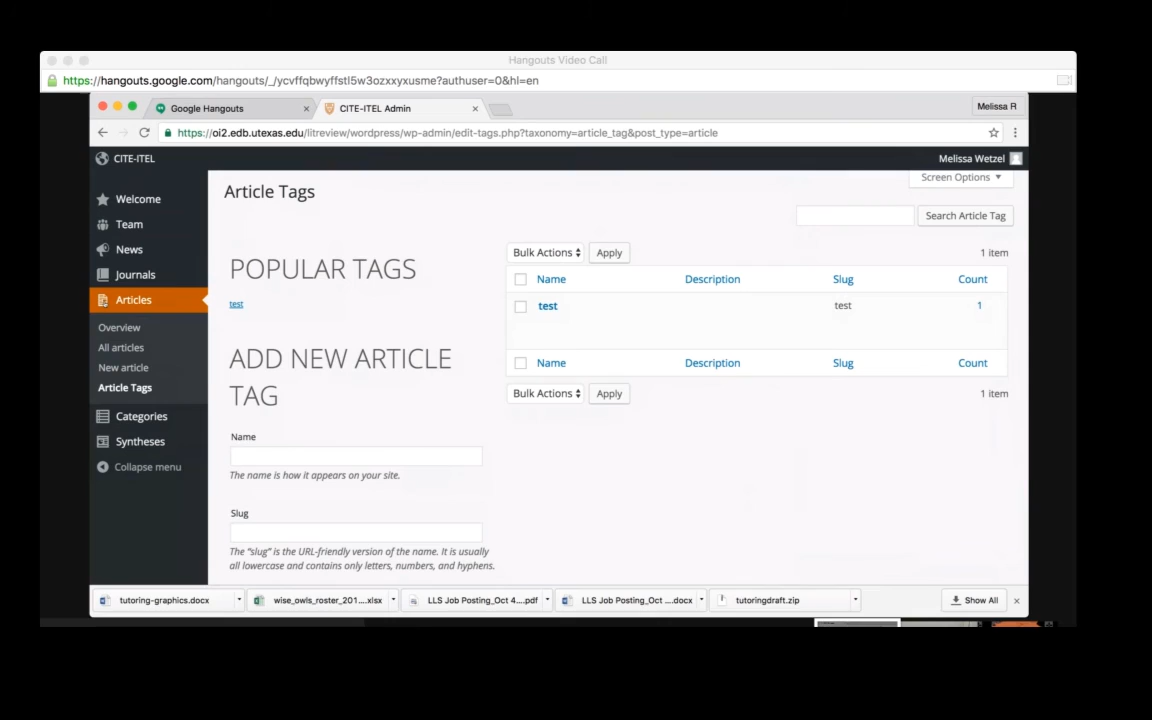 Hangouts Video Call
https://hangouts.google.com/hangouts/_/ycvffqbwyffstl5w3ozxxyxusme?authuser=0&hl=en
Google Hangouts
CITE-ITEL Admin
Melissa R
https://oi2.edb.utexas.edu/litreview/wordpress/wp-admin/edit-tags.php?taxonomy=article_tag&post_type=article
CITE-ITEL
Melissa Wetzel
Welcome
Team
News
Journals
Articles
Overview
All articles
New article
Article Tags
Categories
Syntheses
Collapse menu
Article Tags
Screen Options
Search Article Tag
POPULAR TAGS
test
ADD NEW ARTICLE
TAG
Name
The name is how it appears on your site.
Slug
The "slug" is the URL-friendly version of the name. It is usually
all lowercase and contains only letters, numbers, and hyphens.
Bulk Actions Apply 1 item
Name Description Slug Count
test test 1
Name Description Slug Count
Bulk Actions Apply 1 item
tutoring-graphics.docx
wise_owls_roster_201....xlsx
LLS Job Posting_Oct 4....pdf
LLS Job Posting_Oct ....docx
tutoringdraft.zip
Show All